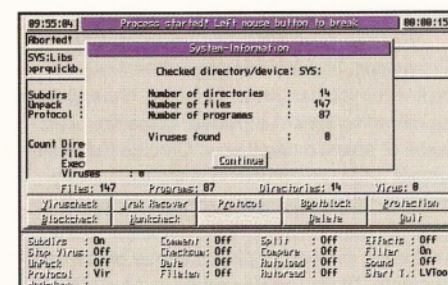 09:55:04 Process started! Left mouse button to break 00:00:15
Aborted!
SYS:Libs
xprquickb.
System-Information
Checked directory/device: SYS:
Number of directories : 14
Number of files : 147
Number of programs : 87
Viruses found : 0
Continue
Subdirs :
Unpack :
Protocol :
Count Dire
File
Exec
Viruses : 0
Files: 147 Programs: 87 Directories: 14 Virus: 0
Viruscheck Trak Recover Protocol Bootblock Protection
Blockcheck Hunkcheck Delete Quit
Subdirs : On Comment : Off Split : Off Effects : Off
Stop Virus: Off Checksum: Off Compare : Off Filter : On
UnPack : Off Date : Off Autoload : Off Sound : Off
Protocol : Vir Filelen : Off Autoread : Off Start T.: LVToo